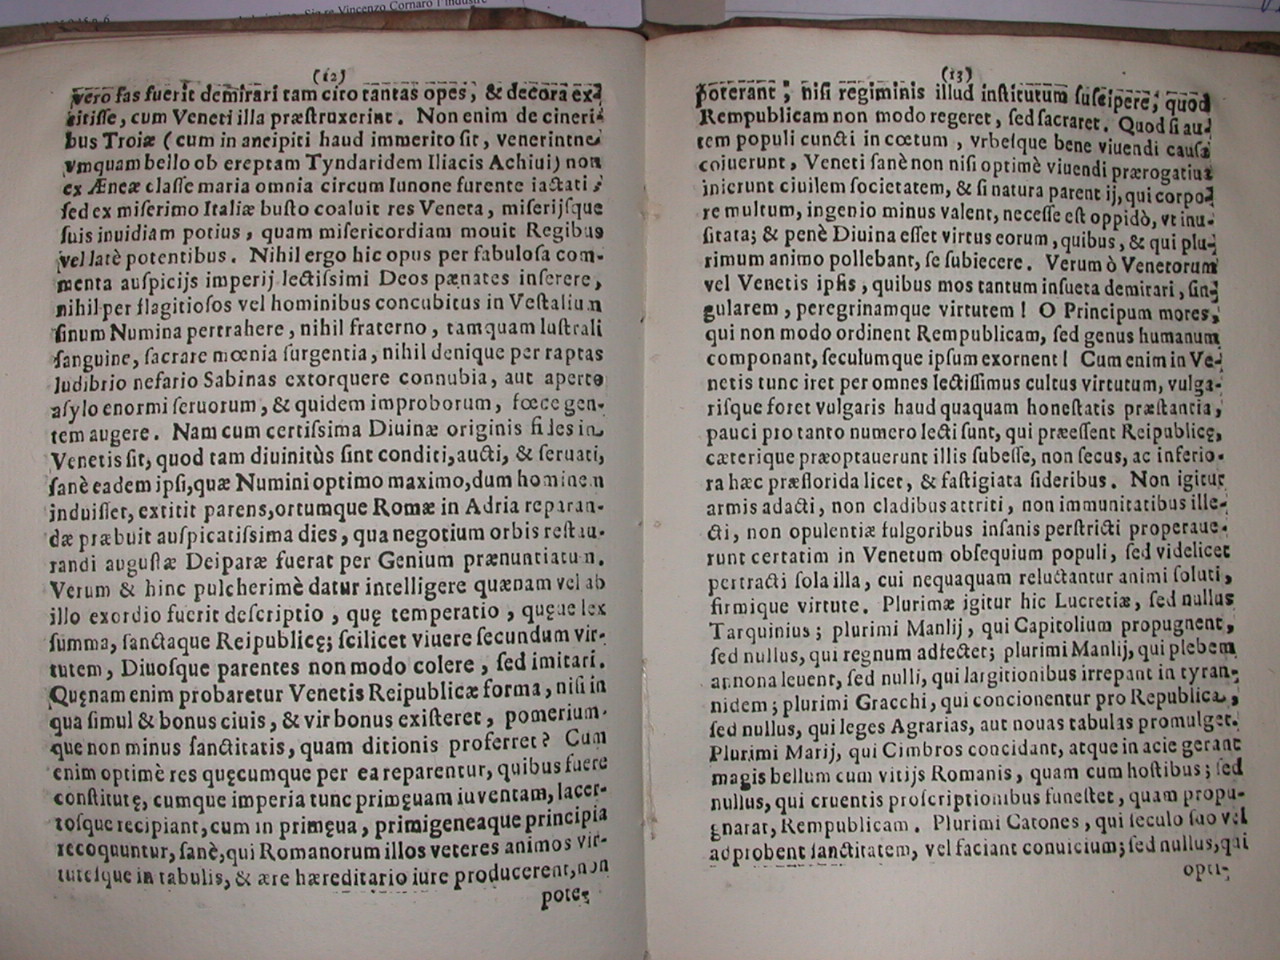 re Vincenzo Cornaro l'industre
(12)
vero fas fuerit demirari tam cito tantas opes, & decora ex-
titisse, cum Veneti illa præstruxerint. Non enim de cineri-
bus Troiæ (cum in ancipiti haud immerito sit, venerintne
vmquam bello ob ereptam Tyndaridem Iliacis Achiui) non
ex Æneæ classe maria omnia circum Iunone furente iactati,
sed ex miserimo Italiæ busto coaluit res Veneta, miserijsque
suis inuidiam potius, quam misericordiam mouit Regibus
vel latè potentibus. Nihil ergo hic opus per fabulosa com-
menta auspicijs imperij lectissimi Deos pænates inserere,
nihil per flagitiosos vel hominibus concubitus in Vestalium
sinum Numina pertrahere, nihil fraterno, tamquam lustrali
sanguine, sacrare mœnia surgentia, nihil denique per raptas
ludibrio nefario Sabinas extorquere connubia, aut aperto
asylo enormi seruorum, & quidem improborum, fœce gen-
tem augere. Nam cum certissima Diuinæ originis fides in
Venetis sit, quod tam diuinitùs sint conditi, aucti, & seruati,
sanè eadem ipsi, quæ Numini optimo maximo, dum hominem
induisset, extitit parens, ortumque Romæ in Adria reparan-
dæ præbuit auspicatissima dies, qua negotium orbis restau-
randi augustæ Deiparæ fuerat per Genium prænuntiatum.
Verum & hinc pulcherimè datur intelligere quænam vel ab
illo exordio fuerit descriptio, quę temperatio, quęue lex
summa, sanctaque Reipublicę; scilicet viuere secundum vir-
tutem, Diuosque parentes non modo colere, sed imitari.
Quęnam enim probaretur Venetis Reipublicæ forma, nisi in
qua simul & bonus ciuis, & vir bonus existeret, pomerium-
que non minus sanctitatis, quam ditionis proferret? Cum
enim optimè res quęcumque per ea reparentur, quibus fuere
constitutę, cumque imperia tunc primęuam iuventam, lacer-
tosque recipiant, cum in primęua, primigeneaque principia
recoquuntur, sanè, qui Romanorum illos veteres animos vir-
tutesque in tabulis, & ære hæreditario iure producerent, non
pote-
(13)
poterant; nisi regiminis illud institutum suscipere, quod
Rempublicam non modo regeret, sed sacraret. Quod si au-
tem populi cuncti in cœtum, vrbesque bene viuendi causa
coiuerunt, Veneti sanè non nisi optimè viuendi prærogatiua
inierunt ciuilem societatem, & si natura parent ij, qui corpo-
re multum, ingenio minus valent, necesse est oppidò, vt inu-
sitata; & penè Diuina esset virtus eorum, quibus, & qui plu-
rimum animo pollebant, se subiecere. Verum ò Venetorum
vel Venetis ipsis, quibus mos tantum insueta demirari, sin-
gularem, peregrinamque virtutem! O Principum mores,
qui non modo ordinent Rempublicam, sed genus humanum
componant, seculumque ipsum exornent! Cum enim in Ve-
netis tunc iret per omnes lectissimus cultus virtutum, vulga-
risque foret vulgaris haud quaquam honestatis præstantia,
pauci pro tanto numero lecti sunt, qui præessent Reipublicę,
cæterique præoptauerunt illis subesse, non secus, ac inferio-
ra hæc præflorida licet, & fastigiata sideribus. Non igitur
armis adacti, non cladibus attriti, non immunitatibus ille-
cti, non opulentiæ fulgoribus insanis perstricti properaue-
runt certatim in Venetum obsequium populi, sed videlicet
pertracti sola illa, cui nequaquam reluctantur animi soluti,
firmique virtute. Plurimæ igitur hic Lucretiæ, sed nullus
Tarquinius; plurimi Manlij, qui Capitolium propugnent,
sed nullus, qui regnum adfectet; plurimi Manlij, qui plebem
annona leuent, sed nulli, qui largitionibus irrepant in tyran-
nidem; plurimi Gracchi, qui concionentur pro Republica,
sed nullus, qui leges Agrarias, aut nouas tabulas promulget.
Plurimi Marij, qui Cimbros concidant, atque in acie gerant
magis bellum cum vitijs Romanis, quam cum hostibus; sed
nullus, qui cruentis proscriptionibus funestet, quam propu-
gnarat, Rempublicam. Plurimi Catones, qui seculo suo vel
adprobent sanctitatem, vel faciant conuicium; sed nullus, qui
opti-